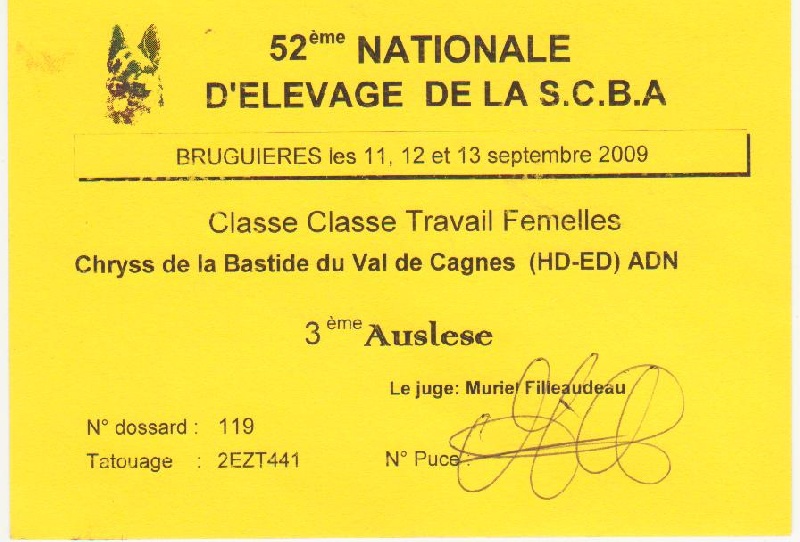 52ème NATIONALE
D'ELEVAGE DE LA S.C.B.A
BRUGUIERES les 11, 12 et 13 septembre 2009
Classe Classe Travail Femelles
Chryss de la Bastide du Val de Cagnes (HD-ED) ADN
3ème Auslese
Le juge: Muriel Filleaudeau
N° dossard : 119
Tatouage : 2EZT441 N° Puce :